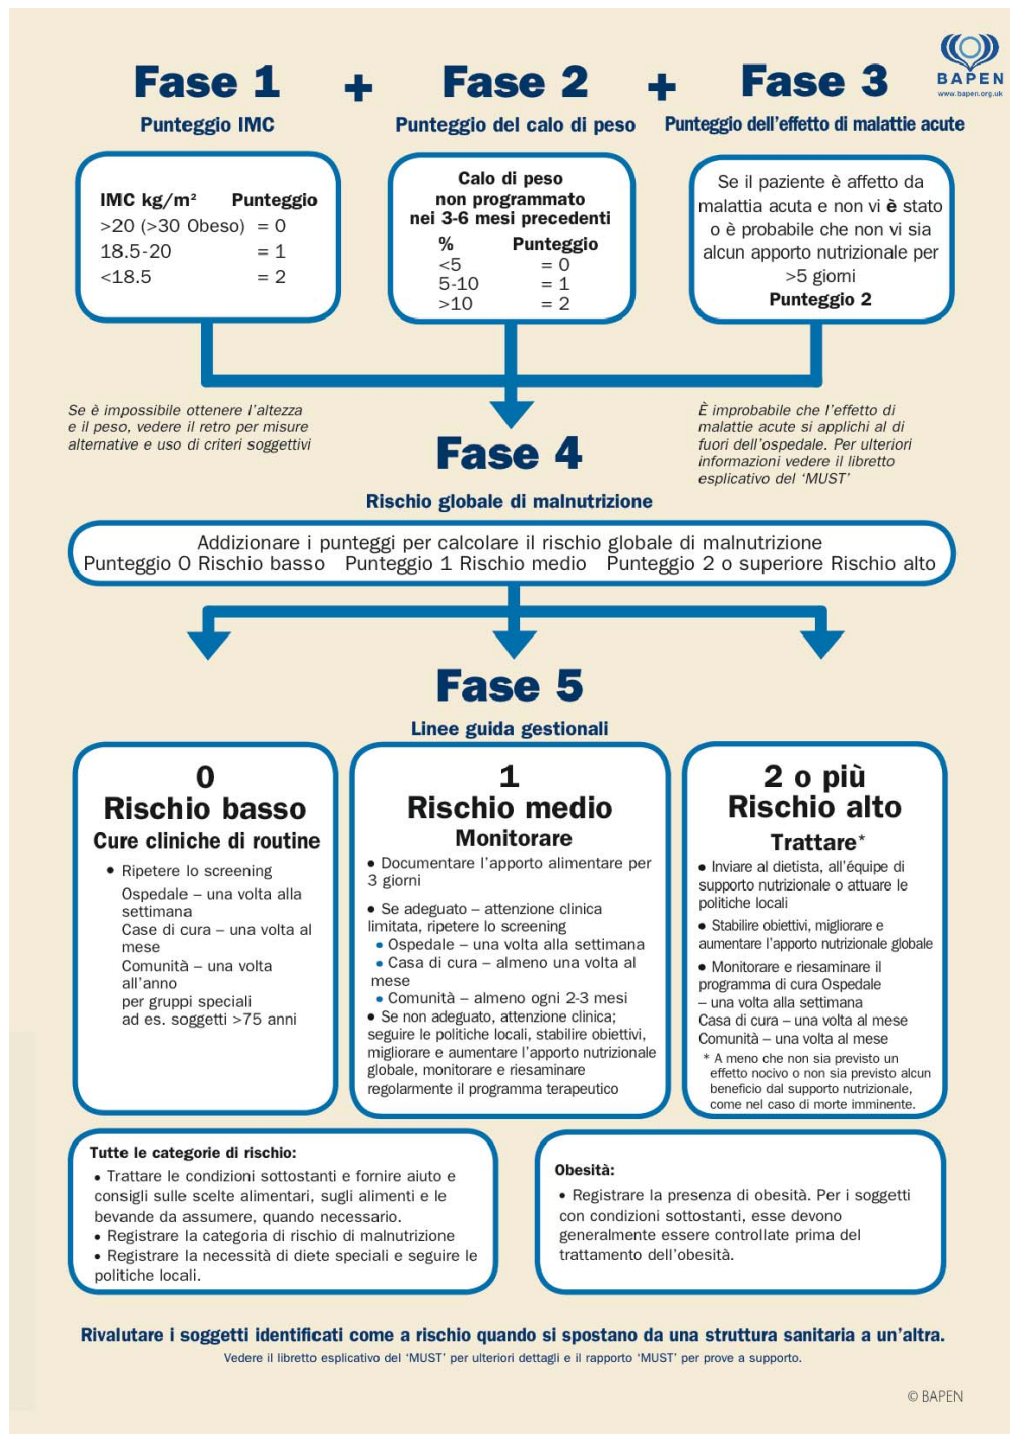 BAPEN
www.bapen.org.uk
Fase 1 + Fase 2 + Fase 3
Punteggio IMC
Punteggio del calo di peso
Punteggio dell'effetto di malattie acute
IMC kg/m² Punteggio
>20 (>30 Obeso) = 0
18.5-20 = 1
<18.5 = 2
Calo di peso
non programmato
nei 3-6 mesi precedenti
% Punteggio
<5 = 0
5-10 = 1
>10 = 2
Se il paziente è affetto da
malattia acuta e non vi è stato
o è probabile che non vi sia
alcun apporto nutrizionale per
>5 giorni
Punteggio 2
Se è impossibile ottenere l'altezza
e il peso, vedere il retro per misure
alternative e uso di criteri soggettivi
È improbabile che l'effetto di
malattie acute si applichi al di
fuori dell'ospedale. Per ulteriori
informazioni vedere il libretto
esplicativo del 'MUST'
Fase 4
Rischio globale di malnutrizione
Addizionare i punteggi per calcolare il rischio globale di malnutrizione
Punteggio 0 Rischio basso Punteggio 1 Rischio medio Punteggio 2 o superiore Rischio alto
Fase 5
Linee guida gestionali
0
Rischio basso
Cure cliniche di routine
• Ripetere lo screening
Ospedale – una volta alla
settimana
Case di cura – una volta al
mese
Comunità – una volta
all'anno
per gruppi speciali
ad es. soggetti >75 anni
1
Rischio medio
Monitorare
• Documentare l'apporto alimentare per
3 giorni
• Se adeguato – attenzione clinica
limitata, ripetere lo screening
• Ospedale – una volta alla settimana
• Casa di cura – almeno una volta al
mese
• Comunità – almeno ogni 2-3 mesi
• Se non adeguato, attenzione clinica;
seguire le politiche locali, stabilire obiettivi,
migliorare e aumentare l'apporto nutrizionale
globale, monitorare e riesaminare
regolarmente il programma terapeutico
2 o più
Rischio alto
Trattare*
• Inviare al dietista, all'équipe di
supporto nutrizionale o attuare le
politiche locali
• Stabilire obiettivi, migliorare e
aumentare l'apporto nutrizionale globale
• Monitorare e riesaminare il
programma di cura Ospedale
– una volta alla settimana
Casa di cura – una volta al mese
Comunità – una volta al mese
* A meno che non sia previsto un
effetto nocivo o non sia previsto alcun
beneficio dal supporto nutrizionale,
come nel caso di morte imminente.
Tutte le categorie di rischio:
• Trattare le condizioni sottostanti e fornire aiuto e
consigli sulle scelte alimentari, sugli alimenti e le
bevande da assumere, quando necessario.
• Registrare la categoria di rischio di malnutrizione
• Registrare la necessità di diete speciali e seguire le
politiche locali.
Obesità:
• Registrare la presenza di obesità. Per i soggetti
con condizioni sottostanti, esse devono
generalmente essere controllate prima del
trattamento dell'obesità.
Rivalutare i soggetti identificati come a rischio quando si spostano da una struttura sanitaria a un'altra.
Vedere il libretto esplicativo del 'MUST' per ulteriori dettagli e il rapporto 'MUST' per prove a supporto.
© BAPEN